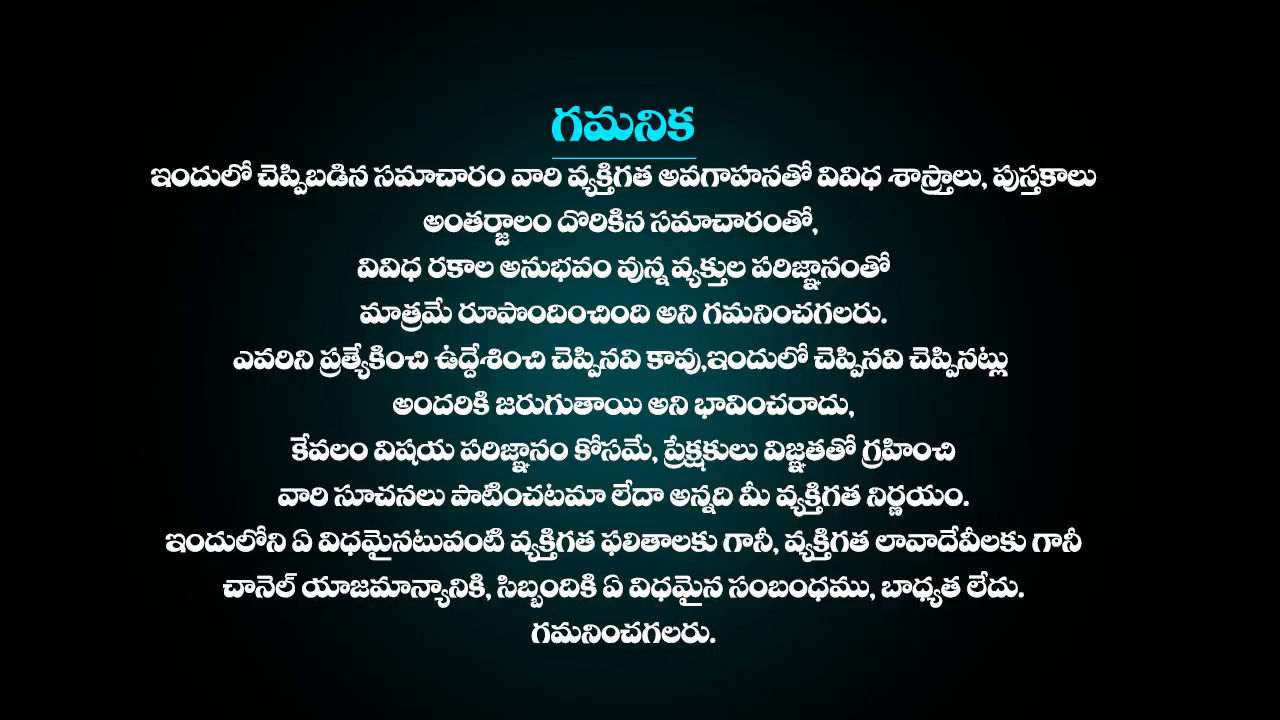 గమనిక
ఇందులో చెప్పిబడిన సమాచారం వారి వ్యక్తిగత అవగాహనతో వివిధ శాస్త్రాలు, పుస్తకాలు
అంతర్జాలం దొరికిన సమాచారంతో,
వివిధ రకాల అనుభవం వున్న వ్యక్తుల పరిజ్ఞానంతో
మాత్రమే రూపొందించింది అని గమనించగలరు.
ఎవరిని ప్రత్యేకించి ఉద్దేశించి చెప్పినవి కావు,ఇందులో చెప్పినవి చెప్పినట్లు
అందరికి జరుగుతాయి అని భావించరాదు,
కేవలం విషయ పరిజ్ఞానం కోసమే, ప్రేక్షకులు విజ్ఞతతో గ్రహించి
వారి సూచనలు పాటించటమా లేదా అన్నది మీ వ్యక్తిగత నిర్ణయం.
ఇందులోని ఏ విధమైనటువంటి వ్యక్తిగత ఫలితాలకు గానీ, వ్యక్తిగత లావాదేవీలకు గానీ
చానెల్ యాజమాన్యానికి, సిబ్బందికి ఏ విధమైన సంబంధము, బాధ్యత లేదు.
గమనించగలరు.